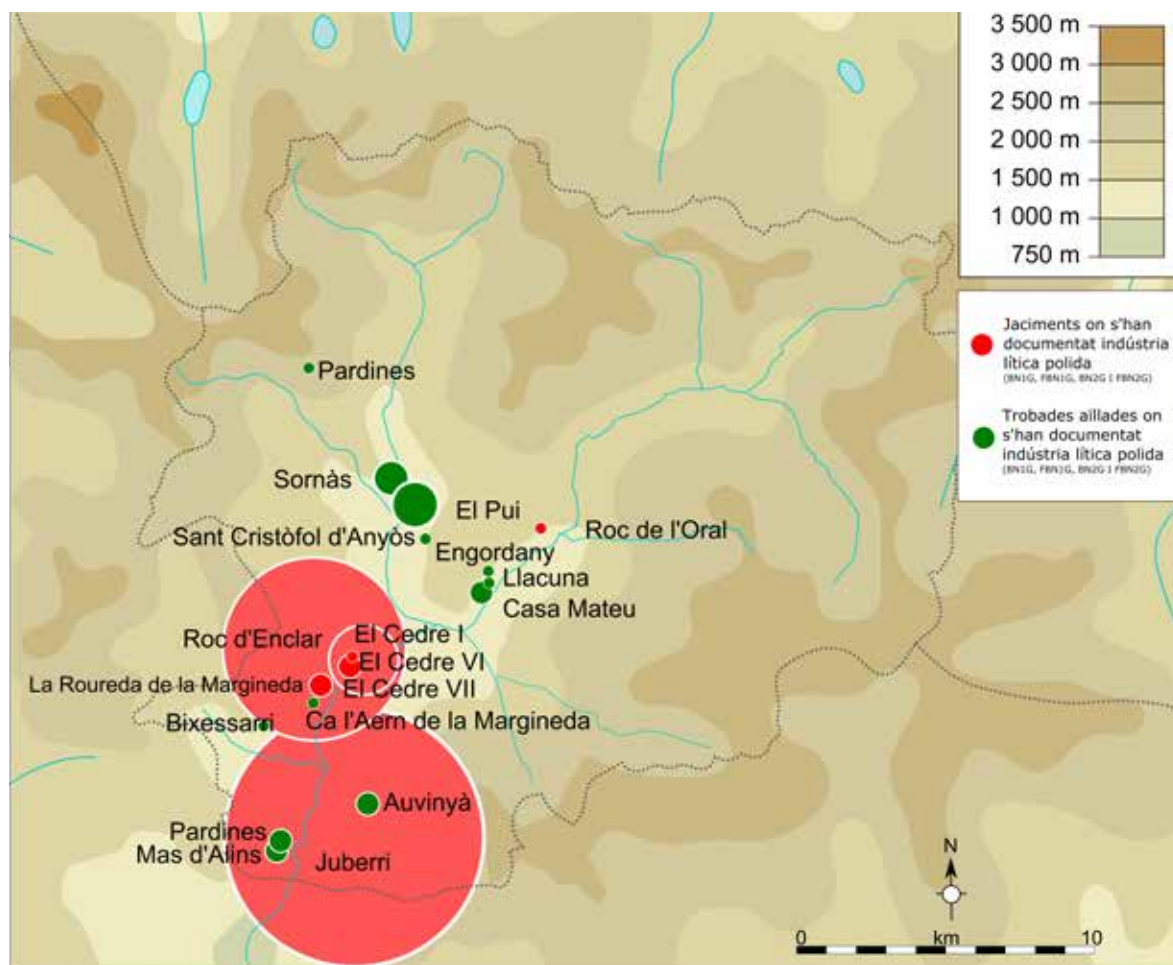 3 500 m
3 000 m
2 500 m
2 000 m
1 500 m
1 000 m
750 m
Jaciments on s'han
documentat indústria
lítica polida
(BN1G, FBN1G, BN2G I FBN2G)
Trobades aïllades on
s'han documentat
indústria lítica polida
(BN1G, FBN1G, BN2G I FBN2G)
Pardines
Sornàs
El Pui
Roc de l'Oral
Sant Cristòfol d'Anyòs
Engordany
Llacuna
Casa Mateu
Roc d'Enclar
El Cedre I
El Cedre VI
La Roureda de la Margineda
El Cedre VII
Bixessarri
Ca l'Aern de la Margineda
Auvinyà
Pardines
Mas d'Alins
Juberri
N
0 km 10